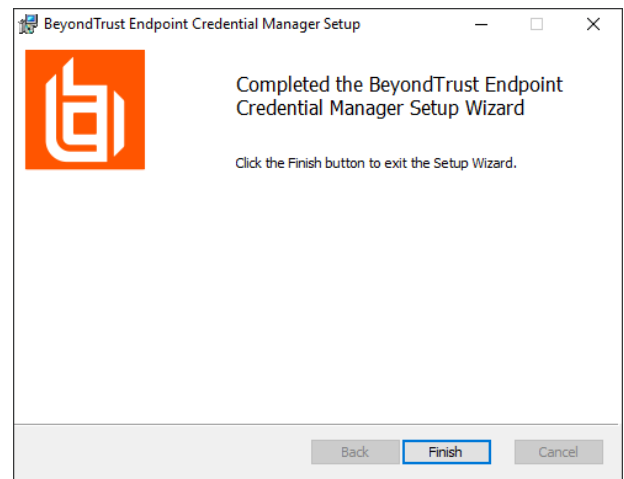 BeyondTrust Endpoint Credential Manager Setup
Completed the BeyondTrust Endpoint
Credential Manager Setup Wizard
Click the Finish button to exit the Setup Wizard.
Back
Finish
Cancel